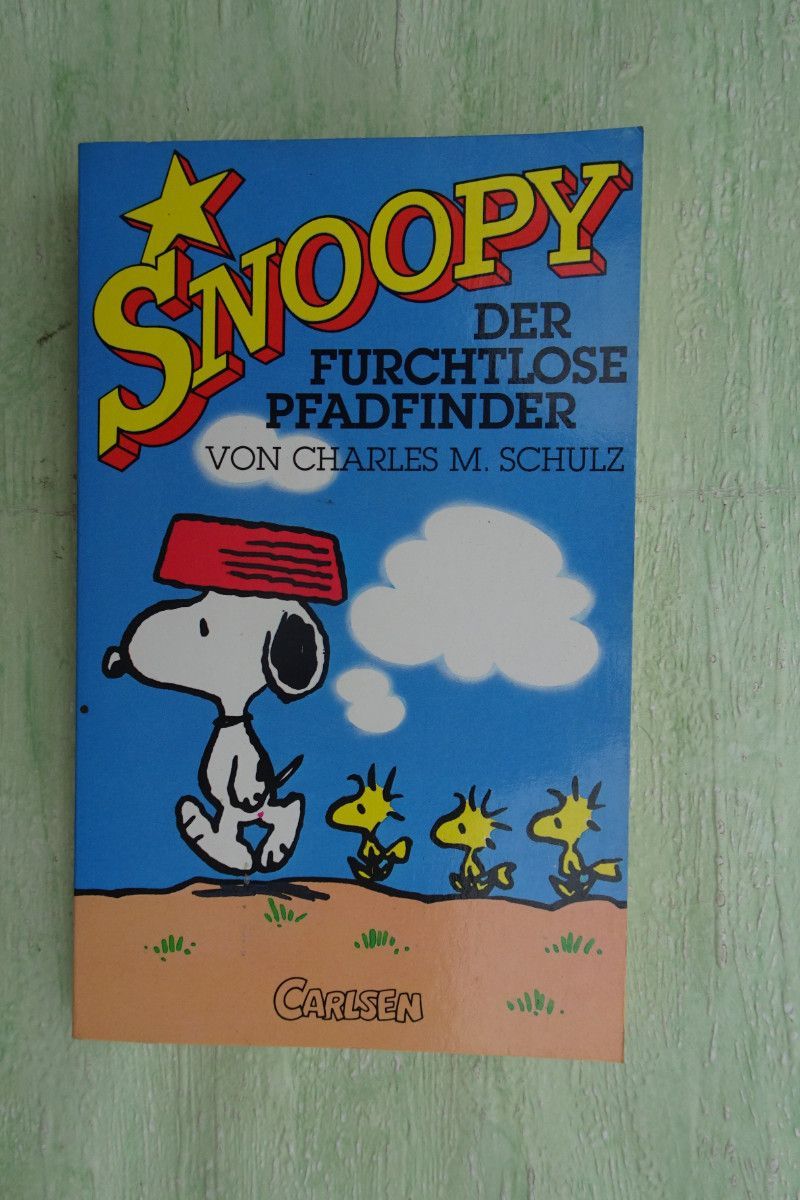 SNOOPY
DER
FURCHTLOSE
PFADFINDER
VON CHARLES M. SCHULZ
CARLSEN